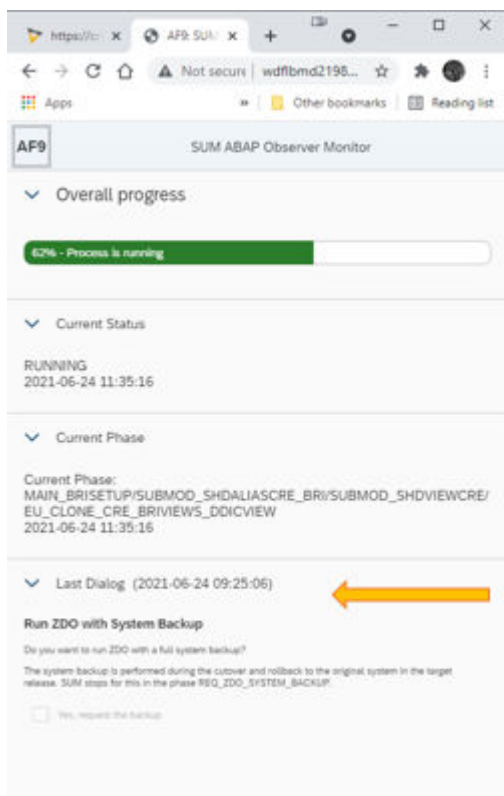 https://
AF9: SUM
Not secure
wdflbmd2198...
Apps
»
Other bookmarks
Reading list
AF9
SUM ABAP Observer Monitor
Overall progress
62% - Process is running
Current Status
RUNNING
2021-06-24 11:35:16
Current Phase
Current Phase:
MAIN_BRISETUP/SUBMOD_SHDALIASCRE_BRI/SUBMOD_SHDVIEWCRE/
EU_CLONE_CRE_BRIVIEWS_DDICVIEW
2021-06-24 11:35:16
Last Dialog (2021-06-24 09:25:06)
Run ZDO with System Backup
Do you want to run ZDO with a full system backup?
The system backup is performed during the cutover and rollback to the original system in the target
release. SUM stops for this in the phase REQ_ZDO_SYSTEM_BACKUP.
Yes, request the backup